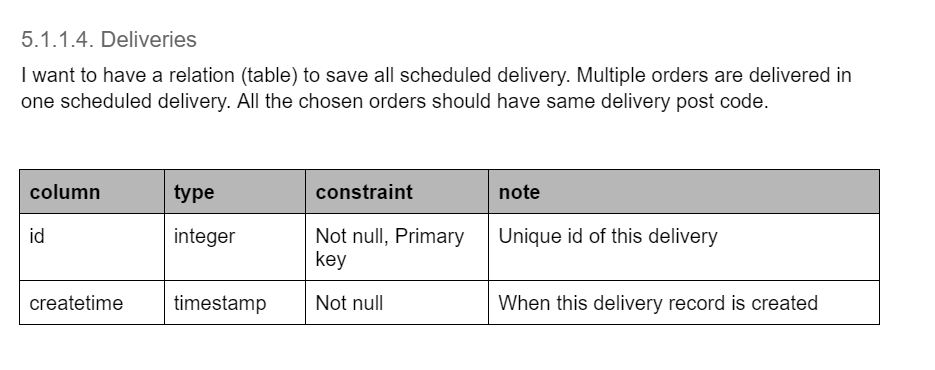 5.1.1.4. Deliveries
I want to have a relation (table) to save all scheduled delivery. Multiple orders are delivered in
one scheduled delivery. All the chosen orders should have same delivery post code.
column type constraint note
id integer Not null, Primary key Unique id of this delivery
createtime timestamp Not null When this delivery record is created